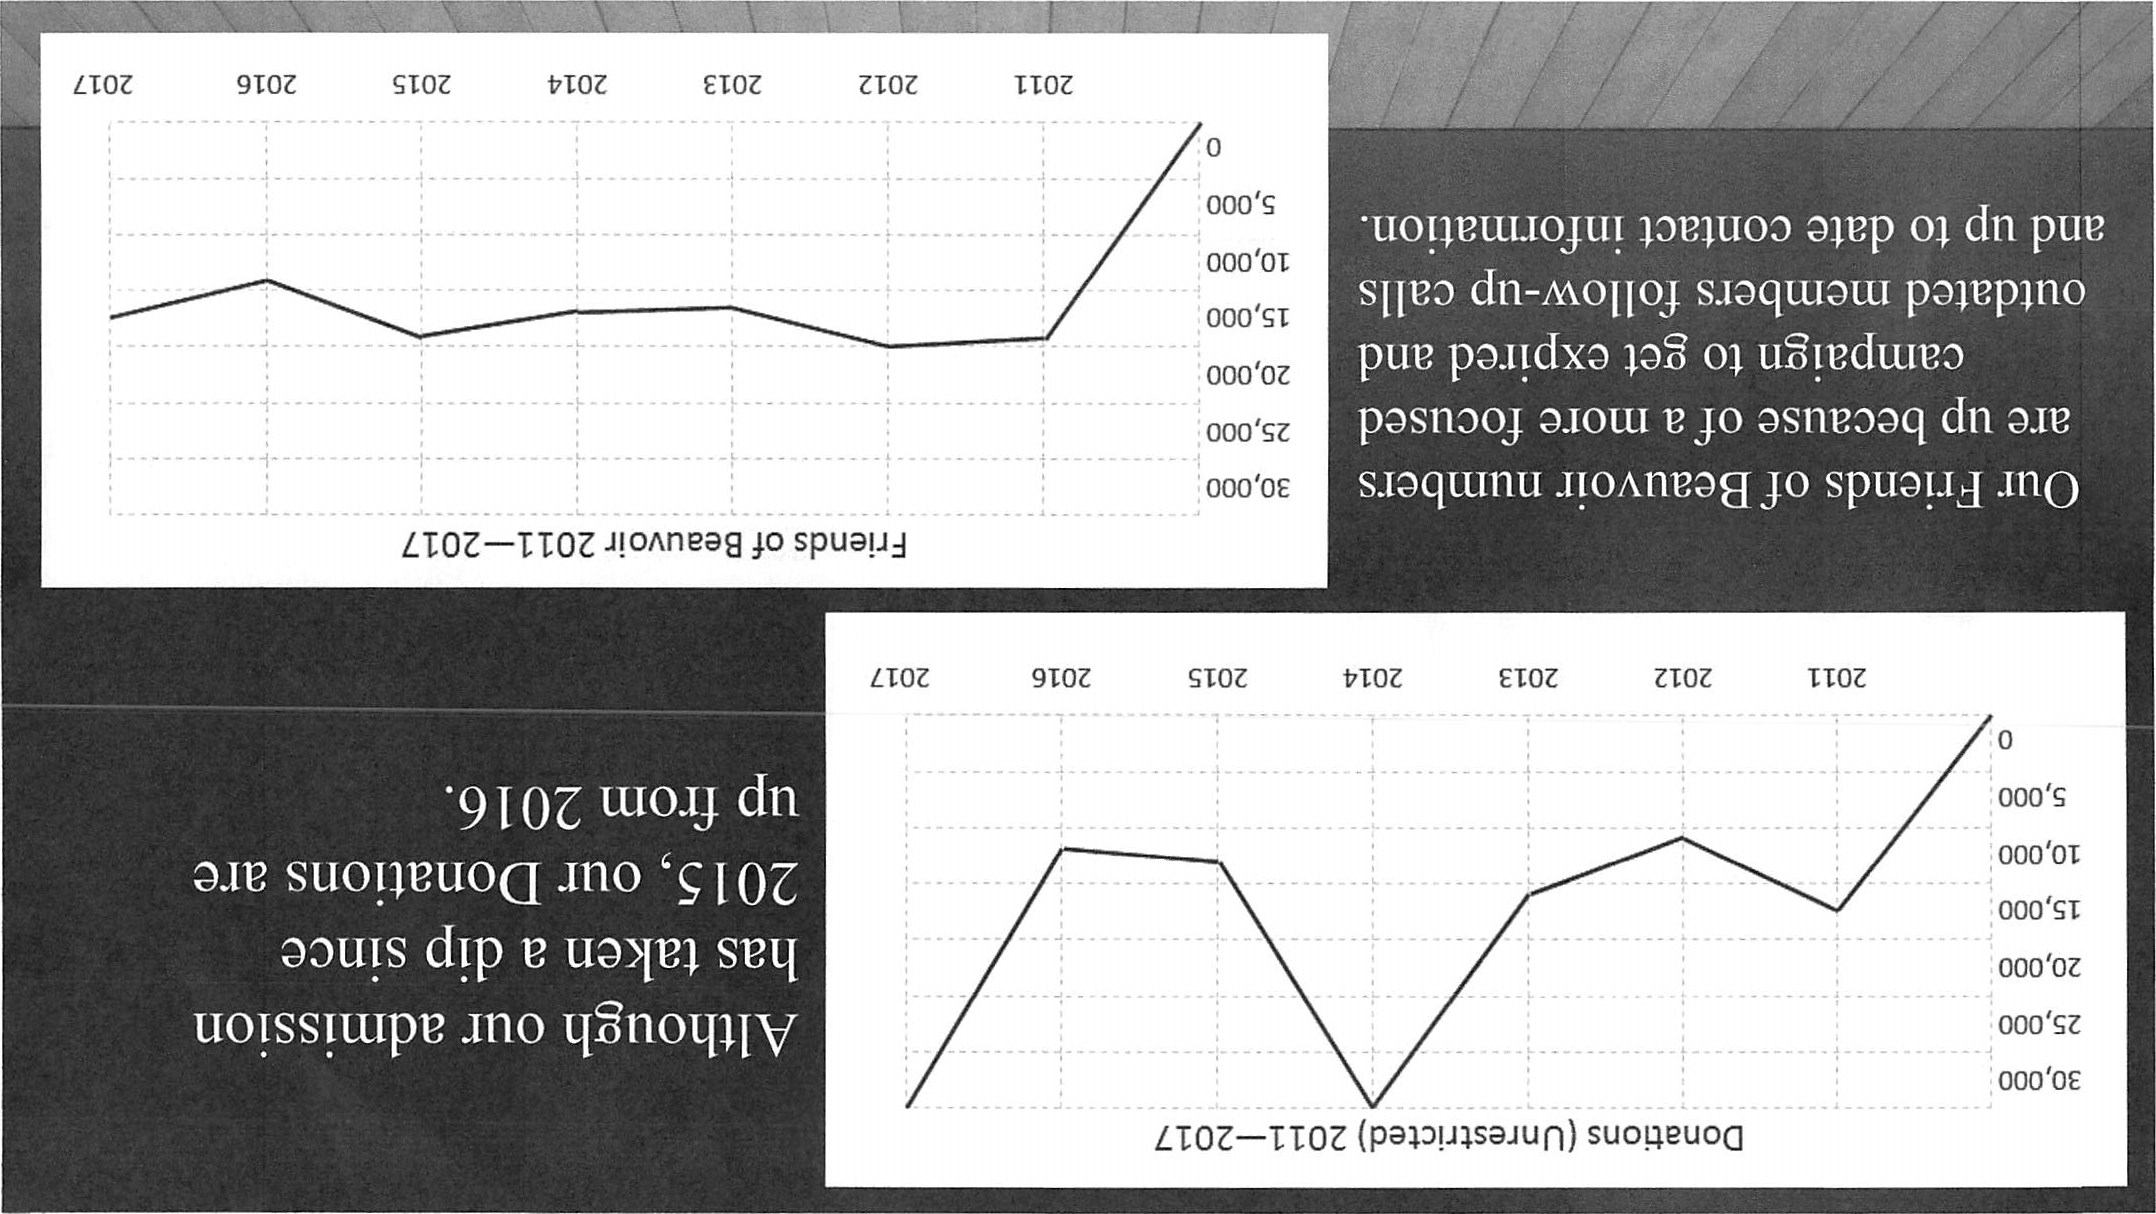 Donations (Unrestricted) 2011—2017
30,000
25,000
20,000
15,000
10,000
5,000
0
2011 2012 2013 2014 2015 2016 2017
Although our admission
has taken a dip since
2015, our Donations are
up from 2016.
Our Friends of Beauvoir numbers
are up because of a more focused
campaign to get expired and
outdated members follow-up calls
and up to date contact information.
Friends of Beauvoir 2011—2017
30,000
25,000
20,000
15,000
10,000
5,000
0
2011 2012 2013 2014 2015 2016 2017